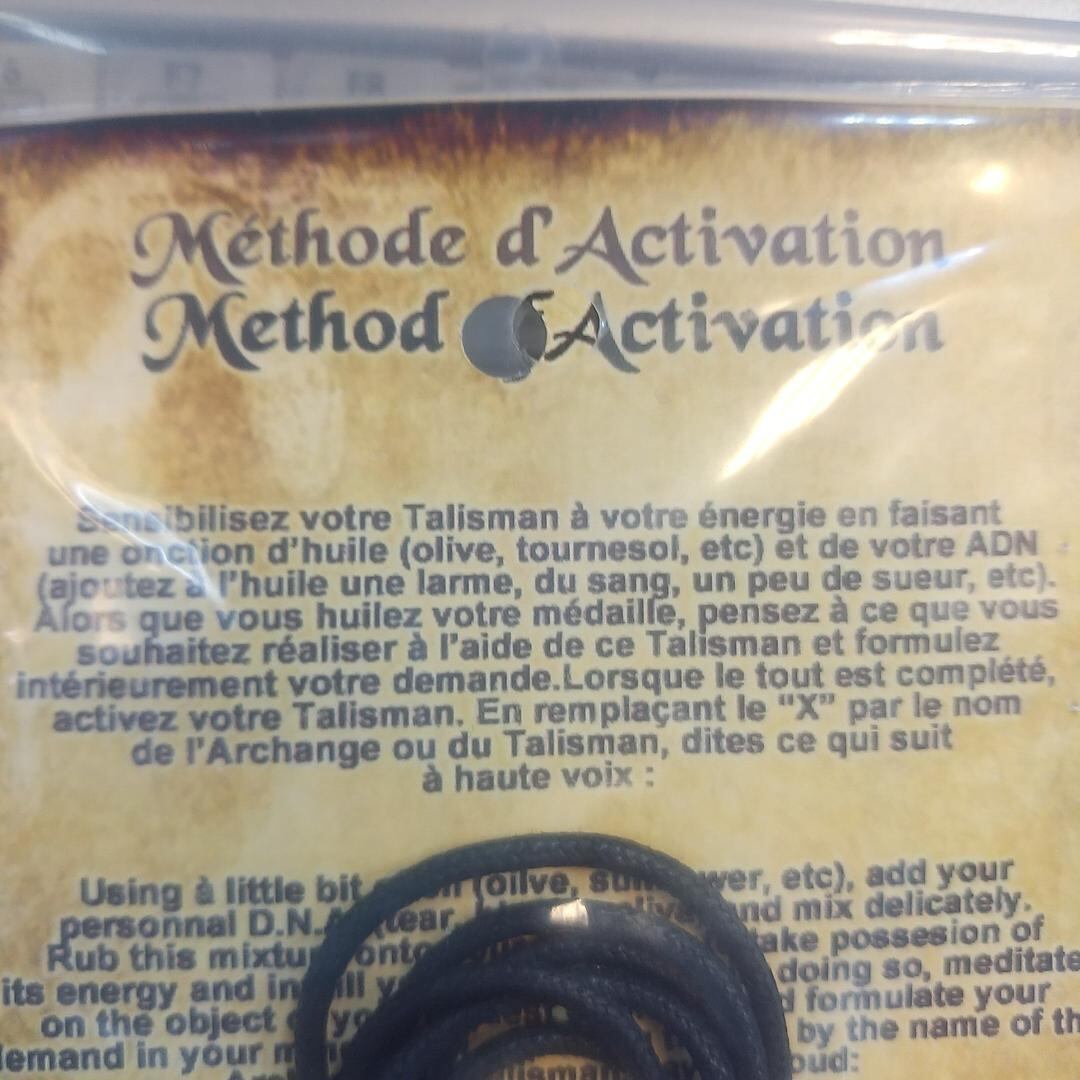 F7 F8
Méthode d'Activation
Method Activation
Sensibilisez votre Talisman à votre énergie en faisant
une onction d'huile (olive, tournesol, etc) et de votre ADN
(ajoutez à l'huile une larme, du sang, un peu de sueur, etc).
Alors que vous huilez votre médaille, pensez à ce que vous
souhaitez réaliser à l'aide de ce Talisman et formulez
intérieurement votre demande.Lorsque le tout est complété,
activez votre Talisman. En remplaçant le “X” par le nom
de l'Archange ou du Talisman, dites ce qui suit
à haute voix :
Using à little bit (olive, etc), add your
personnal D.N.A (tear, and mix delicately.
Rub this onto take possesion of
its energy and doing so, meditate
on the object formulate your
demand in your by the name of